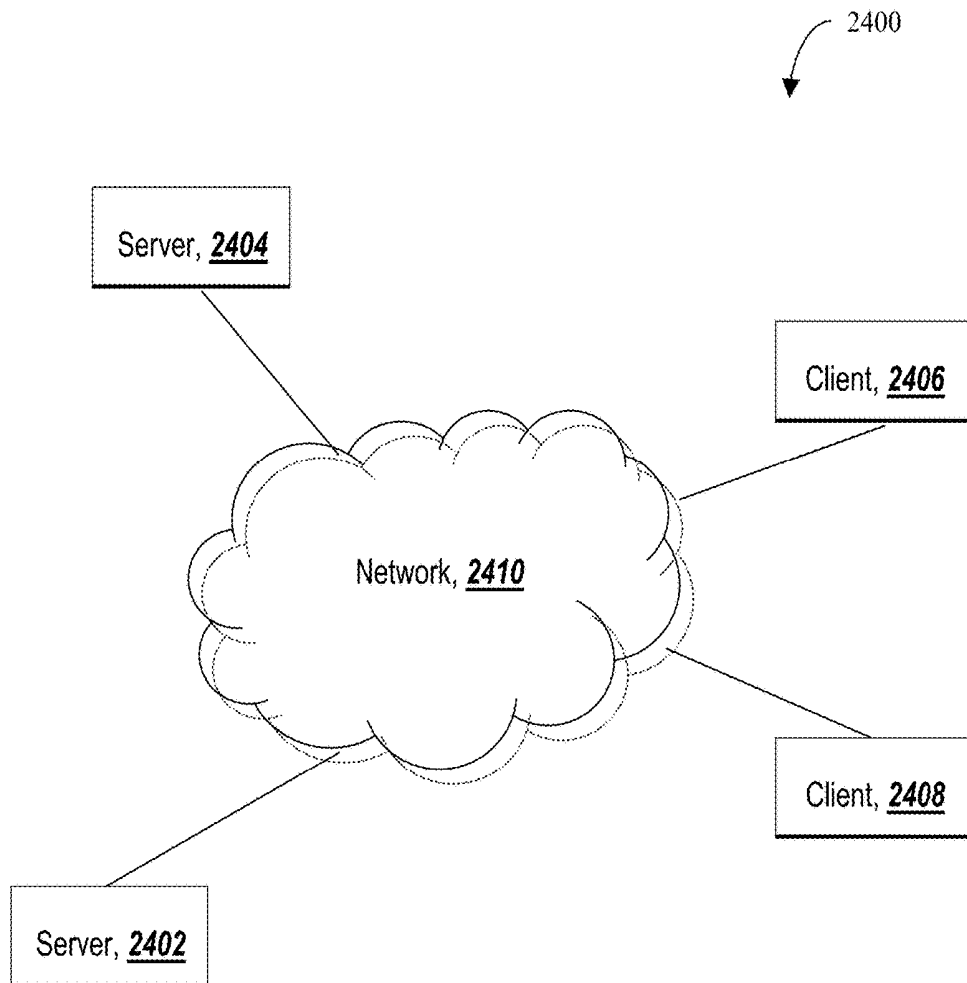 2400
Server, 2404
Client, 2406
Network, 2410
Client, 2408
Server, 2402